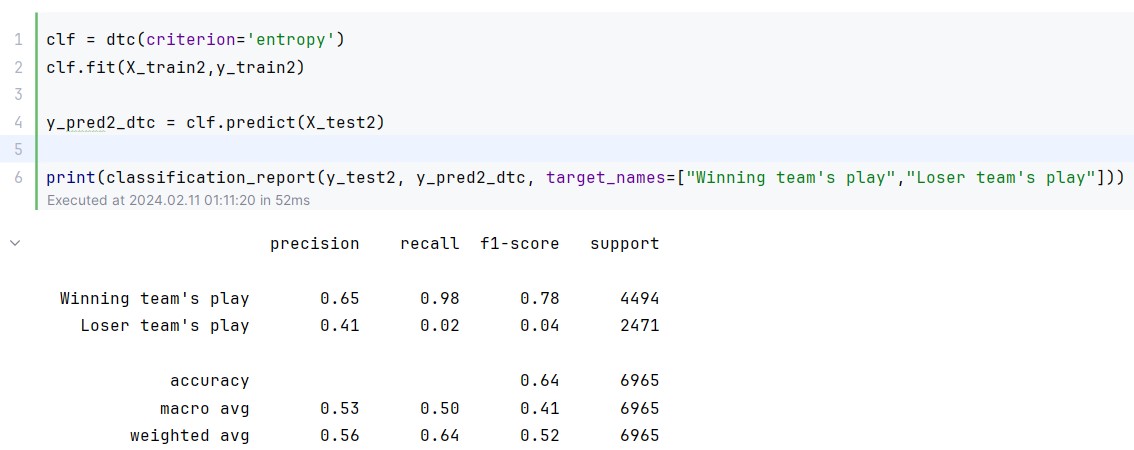 1 clf = dtc(criterion='entropy')
2 clf.fit(X_train2,y_train2)
3
4 y_pred2_dtc = clf.predict(X_test2)
5
6 print(classification_report(y_test2, y_pred2_dtc, target_names=["Winning team's play","Loser team's play"]))
Executed at 2024.02.11 01:11:20 in 52ms
precision recall f1-score support
Winning team's play 0.65 0.98 0.78 4494
Loser team's play 0.41 0.02 0.04 2471
accuracy 0.64 6965
macro avg 0.53 0.50 0.41 6965
weighted avg 0.56 0.64 0.52 6965